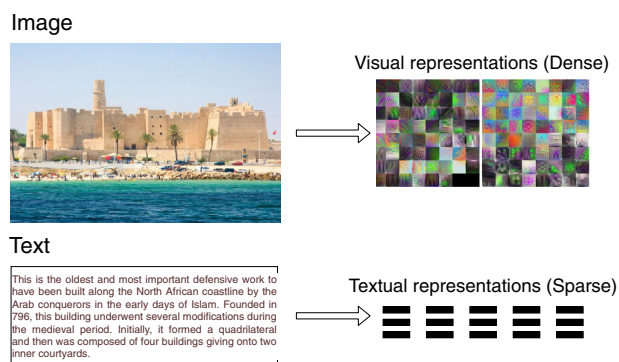 Image
Visual representations (Dense)
Text
This is the oldest and most important defensive work to
have been built along the North African coastline by the
Arab conquerors in the early days of Islam. Founded in
796, this building underwent several modifications during
the medieval period. Initially, it formed a quadrilateral
and then was composed of four buildings giving onto two
inner courtyards.
Textual representations (Sparse)